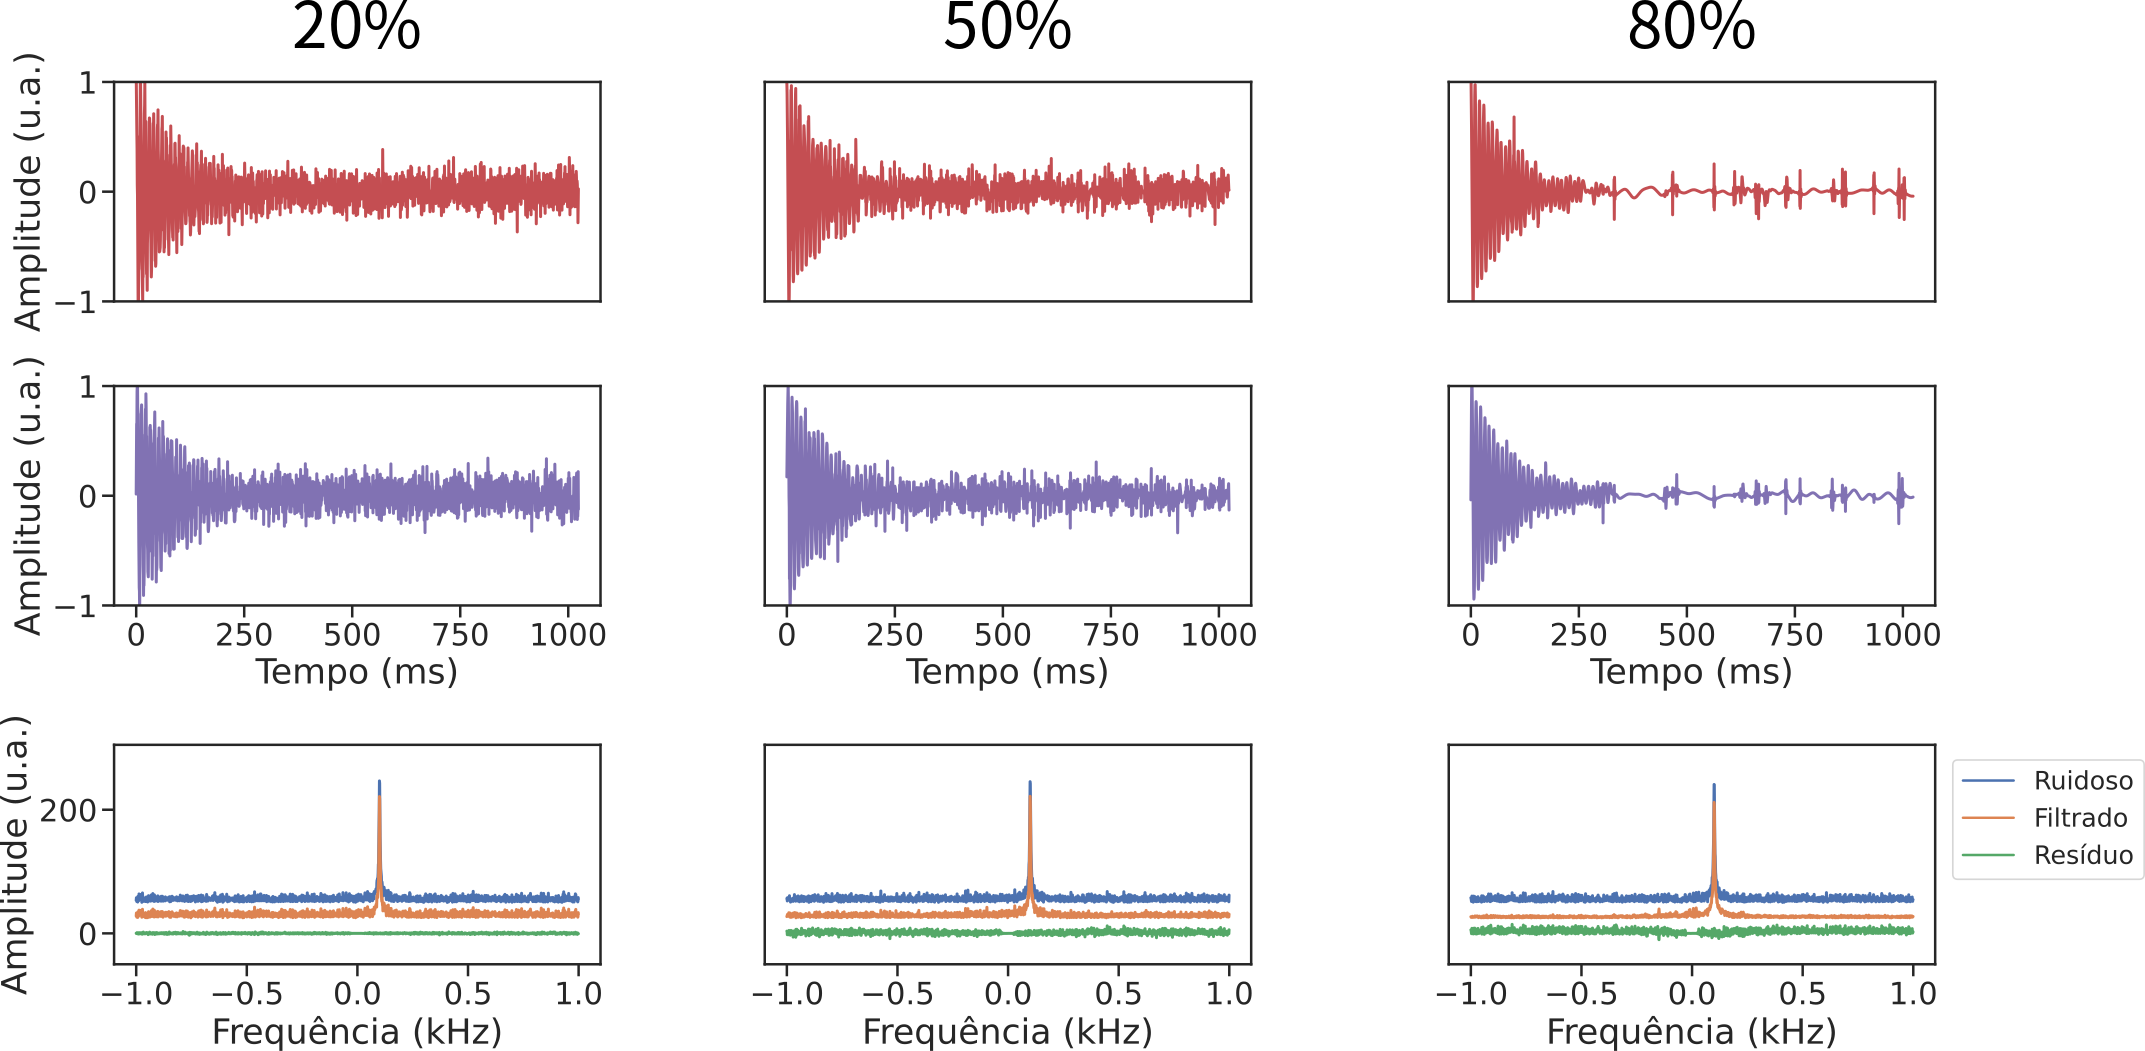 20% 50% 80%
Amplitude (u.a.)
1
0
−1
Amplitude (u.a.)
1
0
−1
0 250 500 750 1000 0 250 500 750 1000 0 250 500 750 1000
Tempo (ms) Tempo (ms) Tempo (ms)
Amplitude (u.a.)
200
0
Ruidoso
Filtrado
Resíduo
−1.0 −0.5 0.0 0.5 1.0 −1.0 −0.5 0.0 0.5 1.0 −1.0 −0.5 0.0 0.5 1.0
Frequência (kHz) Frequência (kHz) Frequência (kHz)